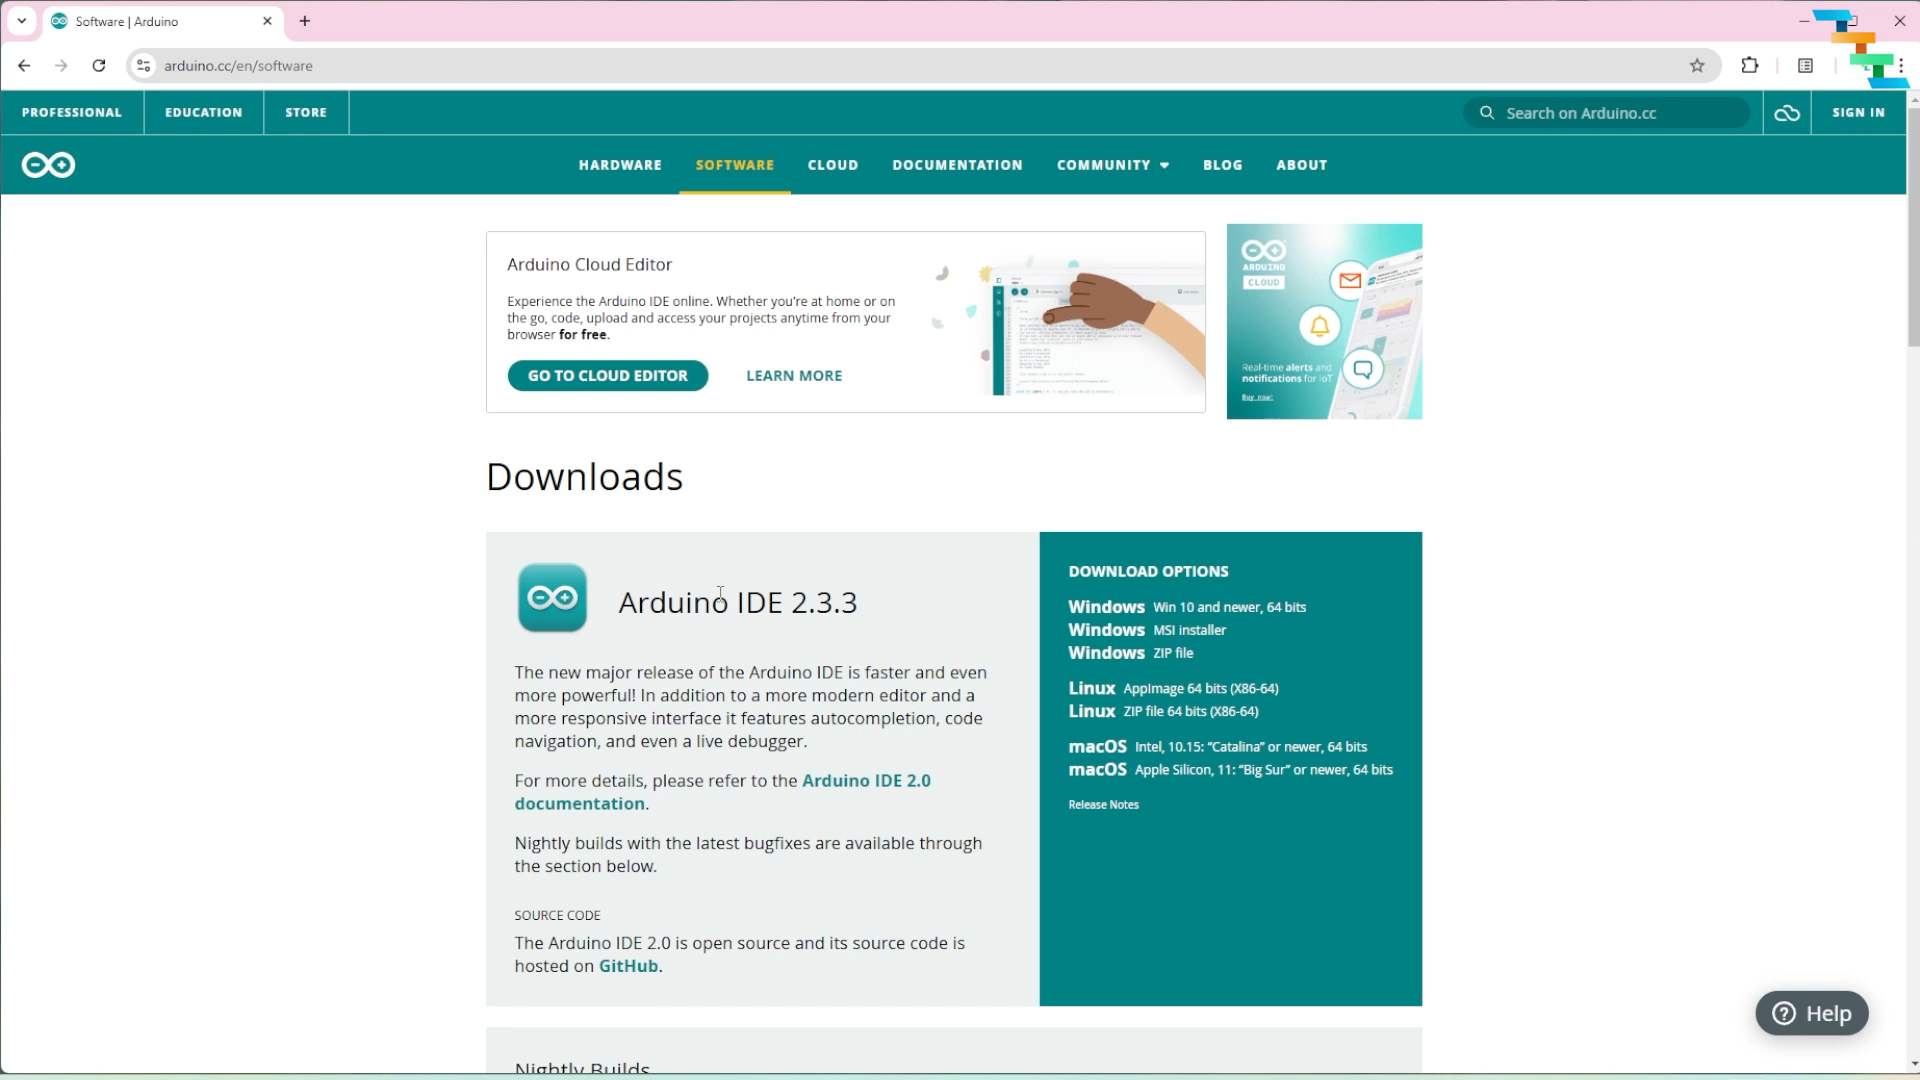 Software | Arduino
arduino.cc/en/software
PROFESSIONAL EDUCATION STORE Search on Arduino.cc SIGN IN
HARDWARE SOFTWARE CLOUD DOCUMENTATION COMMUNITY BLOG ABOUT
Arduino Cloud Editor
Experience the Arduino IDE online. Whether you're at home or on
the go, code, upload and access your projects anytime from your
browser for free.
GO TO CLOUD EDITOR LEARN MORE
ARDUINO
CLOUD
Real-time alerts and
notifications for IoT
Buy now!
Downloads
Arduino IDE 2.3.3
The new major release of the Arduino IDE is faster and even
more powerful! In addition to a more modern editor and a
more responsive interface it features autocompletion, code
navigation, and even a live debugger.
For more details, please refer to the Arduino IDE 2.0
documentation.
Nightly builds with the latest bugfixes are available through
the section below.
SOURCE CODE
The Arduino IDE 2.0 is open source and its source code is
hosted on GitHub.
DOWNLOAD OPTIONS
Windows Win 10 and newer, 64 bits
Windows MSI installer
Windows ZIP file
Linux AppImage 64 bits (X86-64)
Linux ZIP file 64 bits (X86-64)
macOS Intel, 10.15: “Catalina” or newer, 64 bits
macOS Apple Silicon, 11: “Big Sur” or newer, 64 bits
Release Notes
Help
Nightly Builds